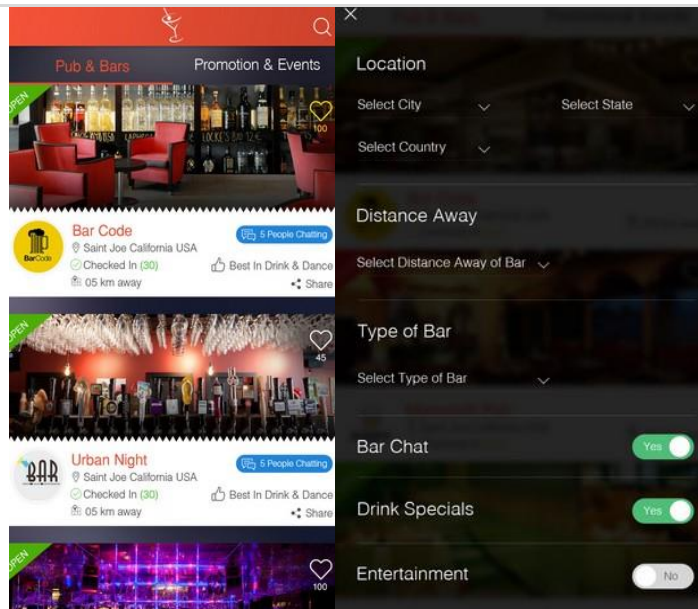 Pub & Bars
Promotion & Events
OPEN
100
BarCode
Bar Code
Saint Joe California USA
Checked In (30)
05 km away
5 People Chatting
Best In Drink & Dance
Share
OPEN
45
BAR
Urban Night
Saint Joe California USA
Checked In (30)
05 km away
5 People Chatting
Best In Drink & Dance
Share
OPEN
100
Location
Select City
Select State
Select Country
Distance Away
Select Distance Away of Bar
Type of Bar
Select Type of Bar
Bar Chat
Yes
Drink Specials
Yes
Entertainment
No